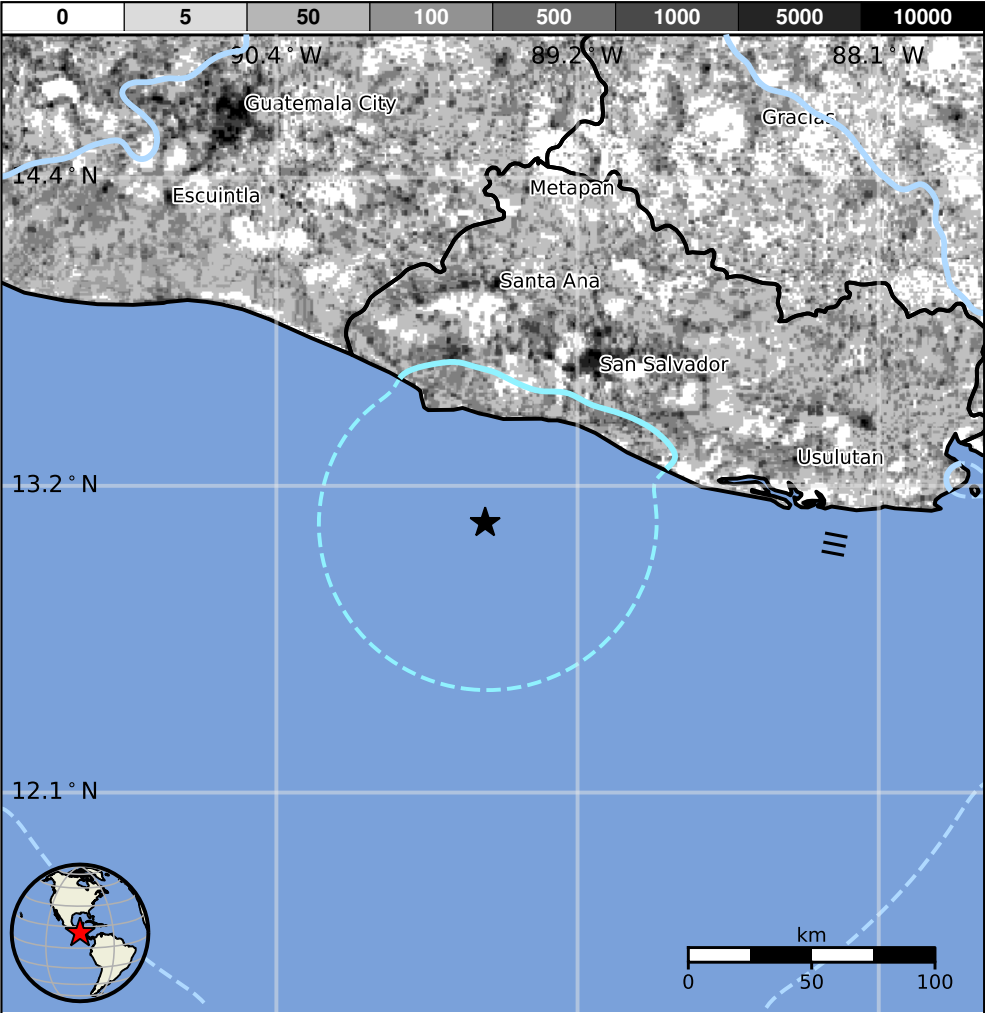 0 5 50 100 500 1000 5000 10000
90.4°W 89.2°W 88.1°W
Guatemala City
Gracias
14.4°N
Metapan
Escuintla
Santa Ana
San Salvador
Usulutan
13.2°N
12.1°N
km
0 50 100